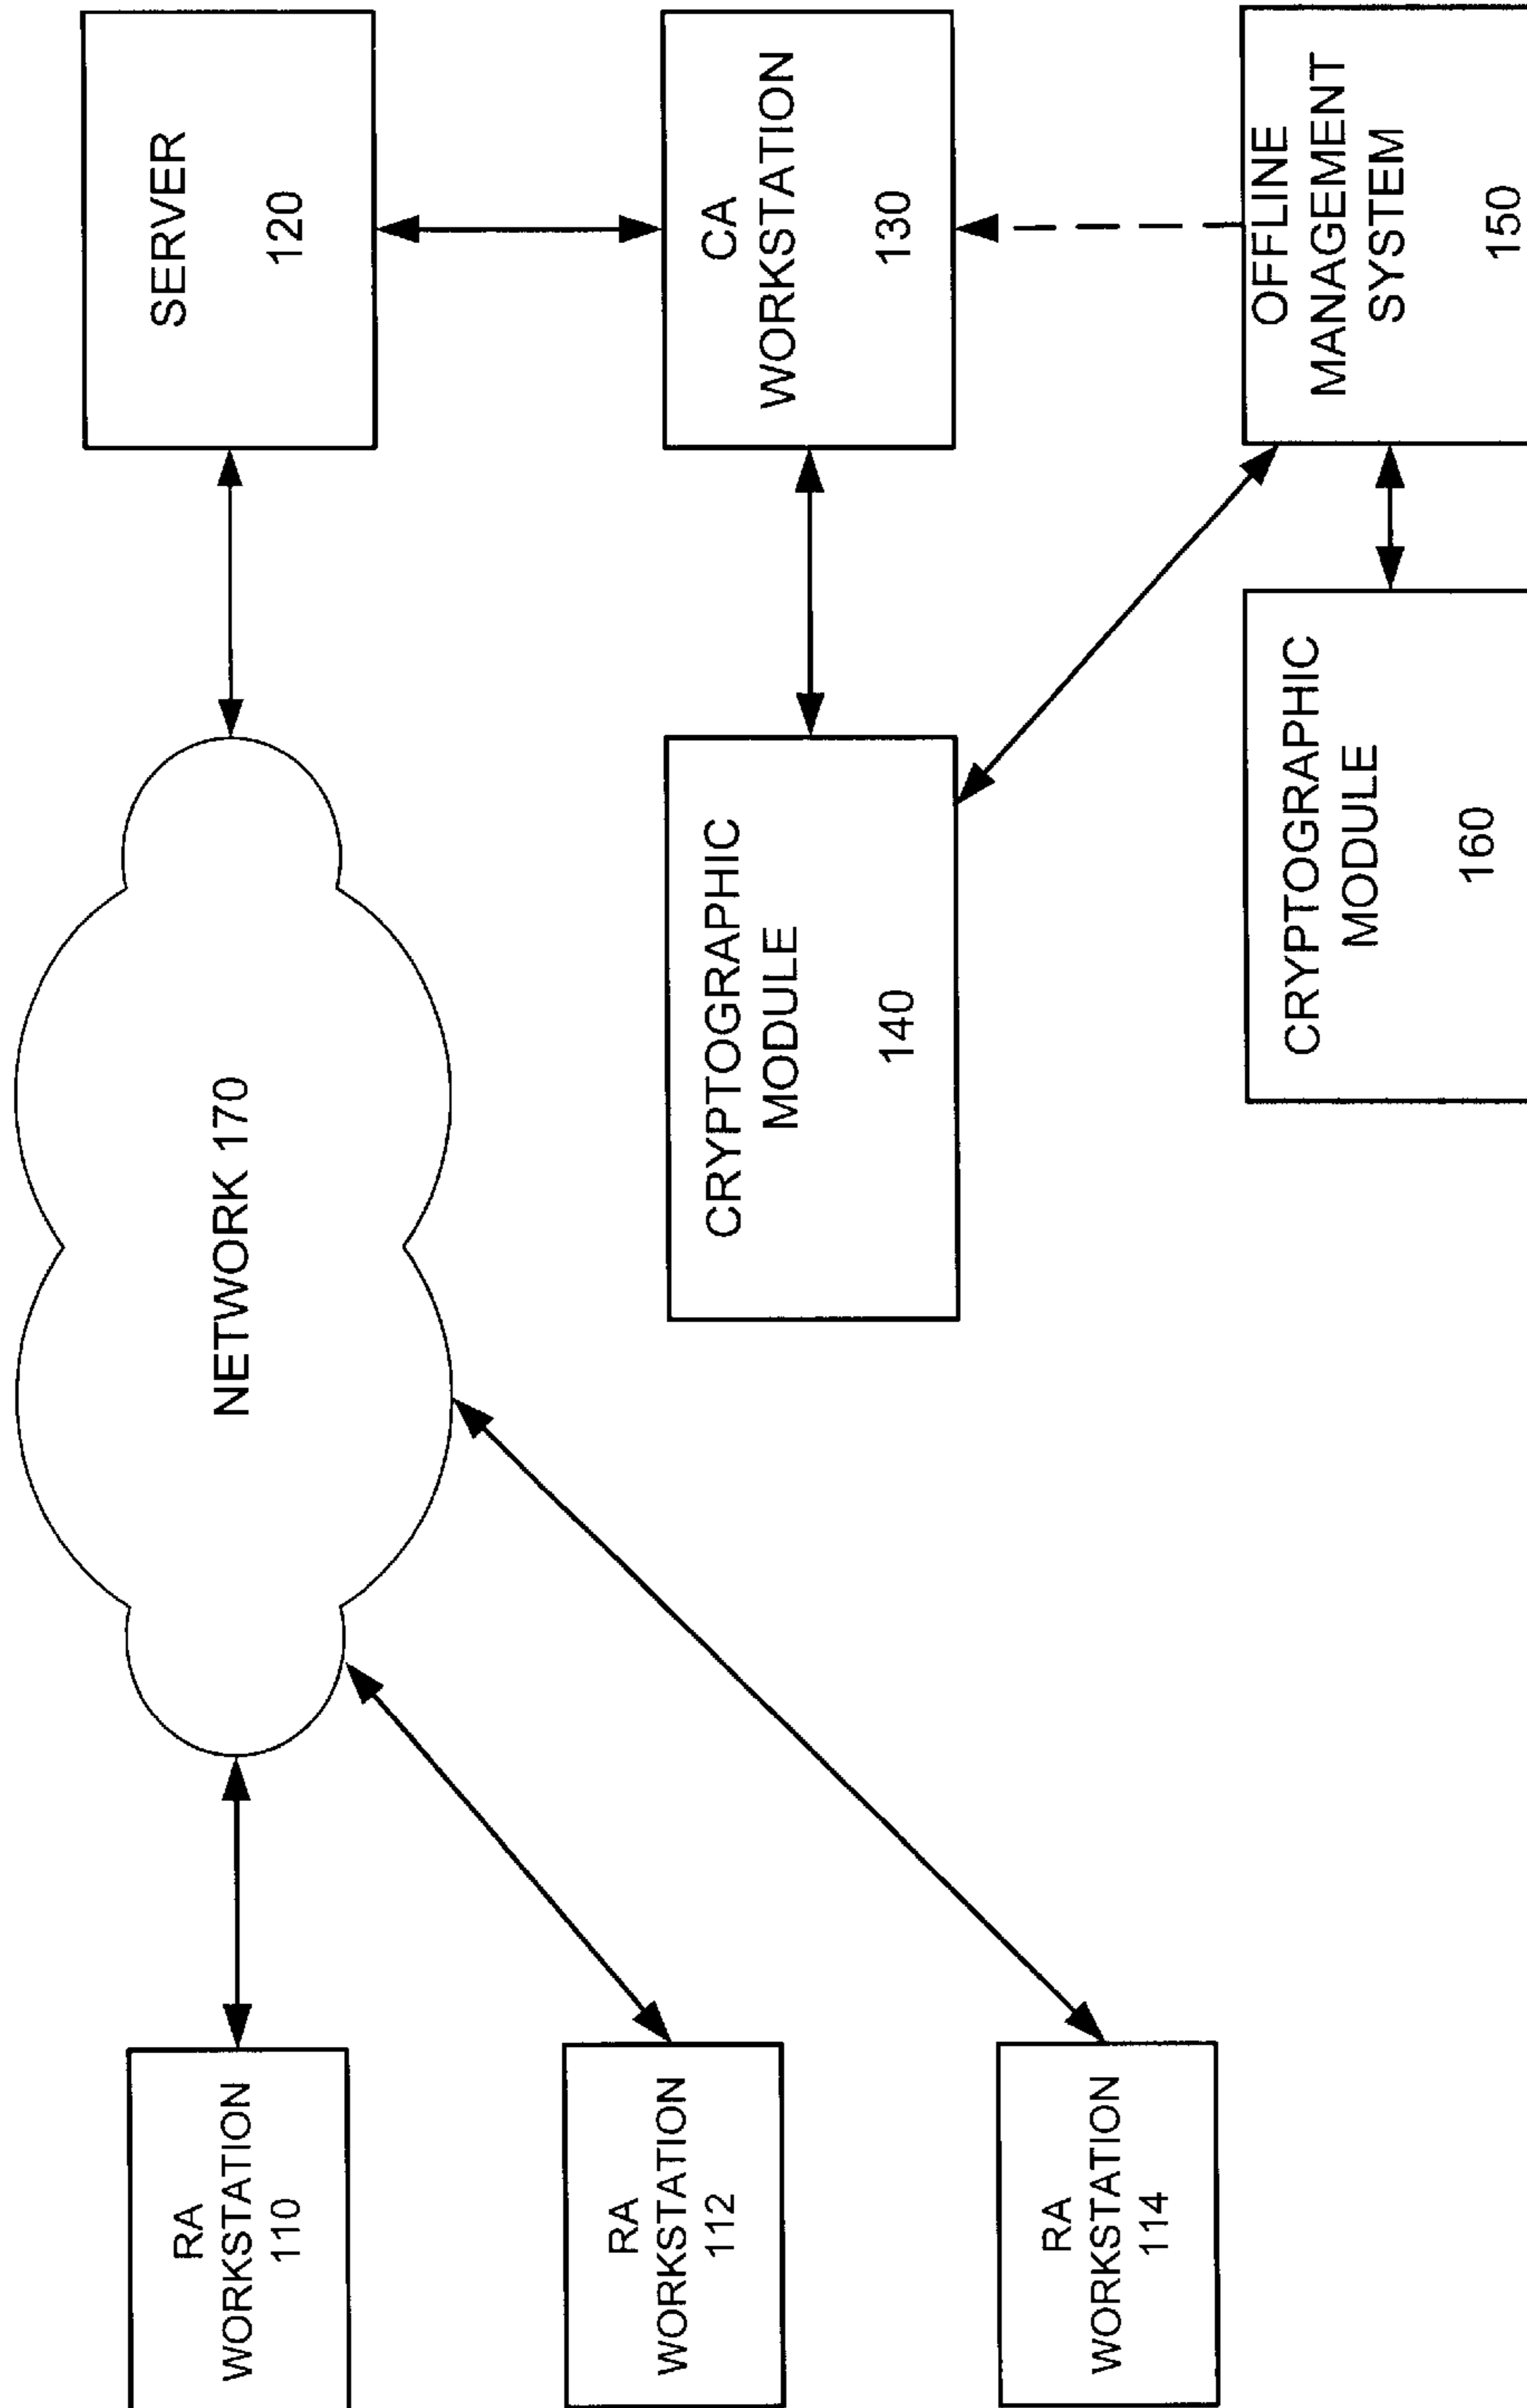 RA
WORKSTATION
110
RA
WORKSTATION
112
RA
WORKSTATION
114
NETWORK 170
SERVER
120
CA
WORKSTATION
130
CRYPTOGRAPHIC
MODULE
140
OFFLINE
MANAGEMENT
SYSTEM
150
CRYPTOGRAPHIC
MODULE
160